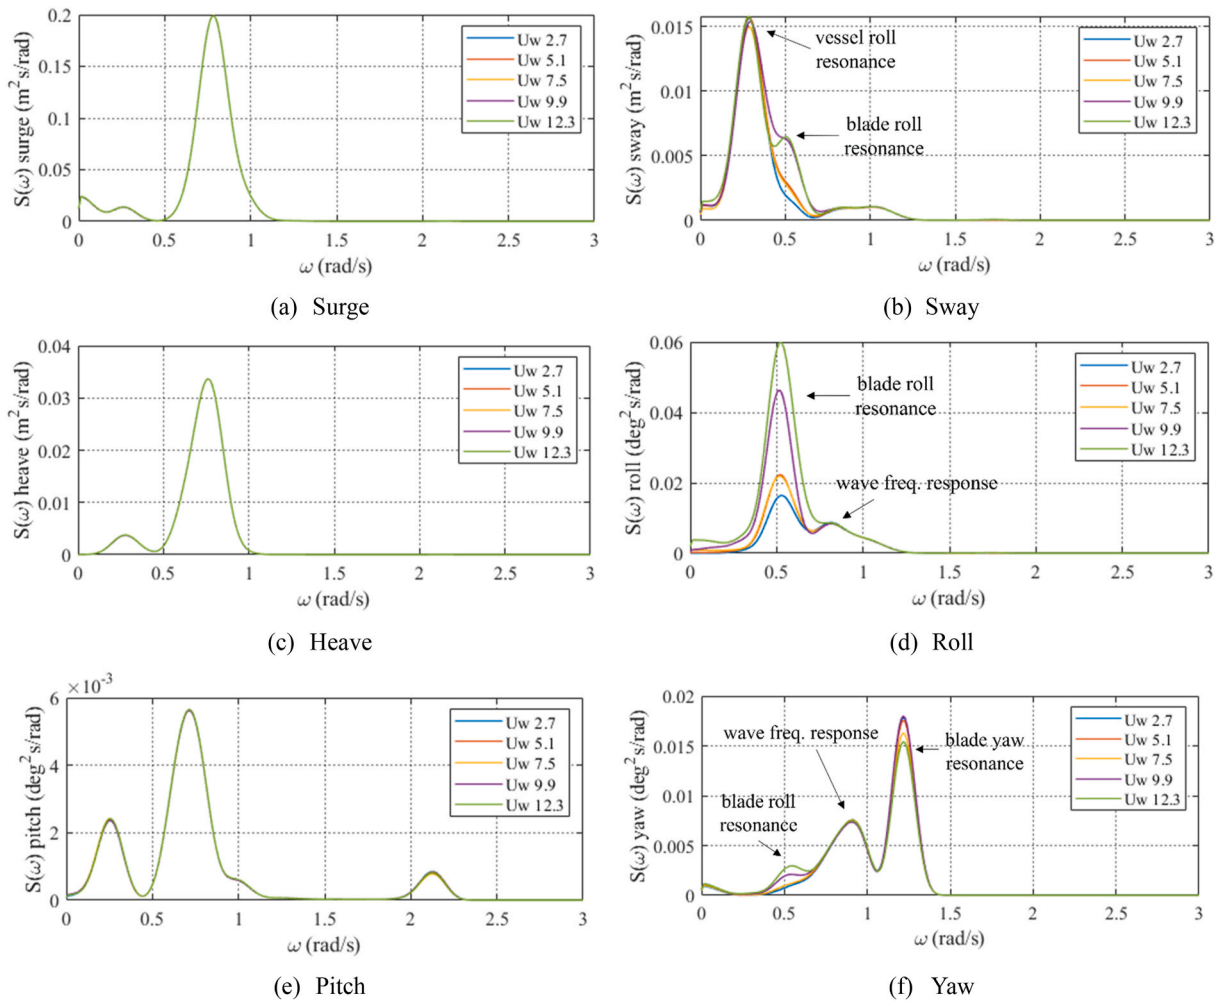 S(ω) surge (m²s/rad)
0.2
0.15
0.1
0.05
0
Uw 2.7
Uw 5.1
Uw 7.5
Uw 9.9
Uw 12.3
0 0.5 1 1.5 2 2.5 3
ω (rad/s)
(a) Surge
S(ω) sway (m²s/rad)
0.015
0.01
0.005
0
vessel roll
resonance
blade roll
resonance
Uw 2.7
Uw 5.1
Uw 7.5
Uw 9.9
Uw 12.3
0 0.5 1 1.5 2 2.5 3
ω (rad/s)
(b) Sway
S(ω) heave (m²s/rad)
0.04
0.03
0.02
0.01
0
Uw 2.7
Uw 5.1
Uw 7.5
Uw 9.9
Uw 12.3
0 0.5 1 1.5 2 2.5 3
ω (rad/s)
(c) Heave
S(ω) roll (deg²s/rad)
0.06
0.04
0.02
0
blade roll
resonance
wave freq. response
Uw 2.7
Uw 5.1
Uw 7.5
Uw 9.9
Uw 12.3
0 0.5 1 1.5 2 2.5 3
ω (rad/s)
(d) Roll
S(ω) pitch (deg²s/rad)
×10⁻³
6
4
2
0
Uw 2.7
Uw 5.1
Uw 7.5
Uw 9.9
Uw 12.3
0 0.5 1 1.5 2 2.5 3
ω (rad/s)
(e) Pitch
S(ω) yaw (deg²s/rad)
0.02
0.015
0.01
0.005
0
wave freq. response
blade yaw
resonance
blade roll
resonance
Uw 2.7
Uw 5.1
Uw 7.5
Uw 9.9
Uw 12.3
0 0.5 1 1.5 2 2.5 3
ω (rad/s)
(f) Yaw